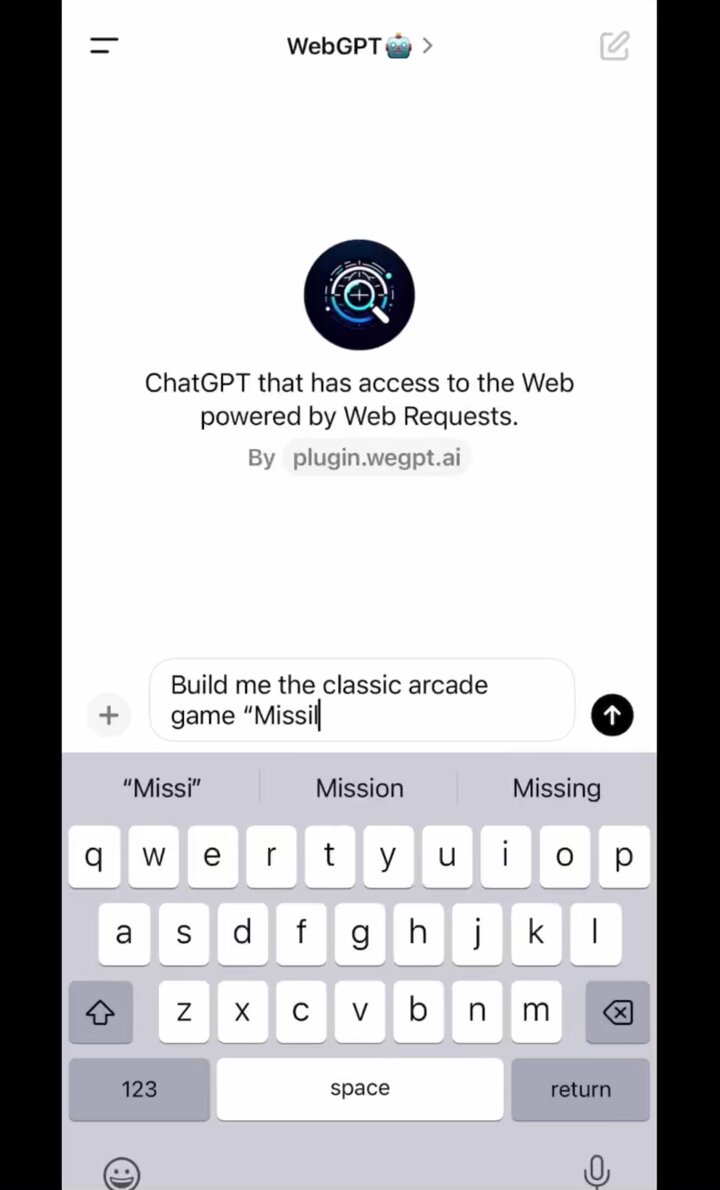 WebGPT🤖 >
ChatGPT that has access to the Web
powered by Web Requests.
By plugin.wegpt.ai
Build me the classic arcade
game “Missil
“Missi” Mission Missing
q w e r t y u i o p
a s d f g h j k l
z x c v b n m
123 space return